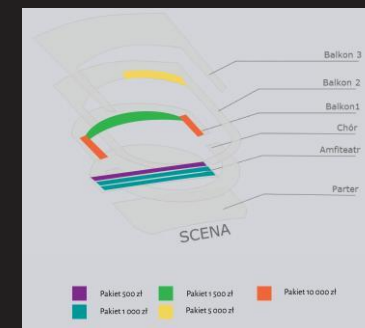 Balkon 3
Balkon 2
Balkon1
Chór
Amfiteatr
Parter
SCENA
Pakiet 500 zł
Pakiet 1 500 zł
Pakiet 10 000 zł
Pakiet 1 000 zł
Pakiet 5 000 zł